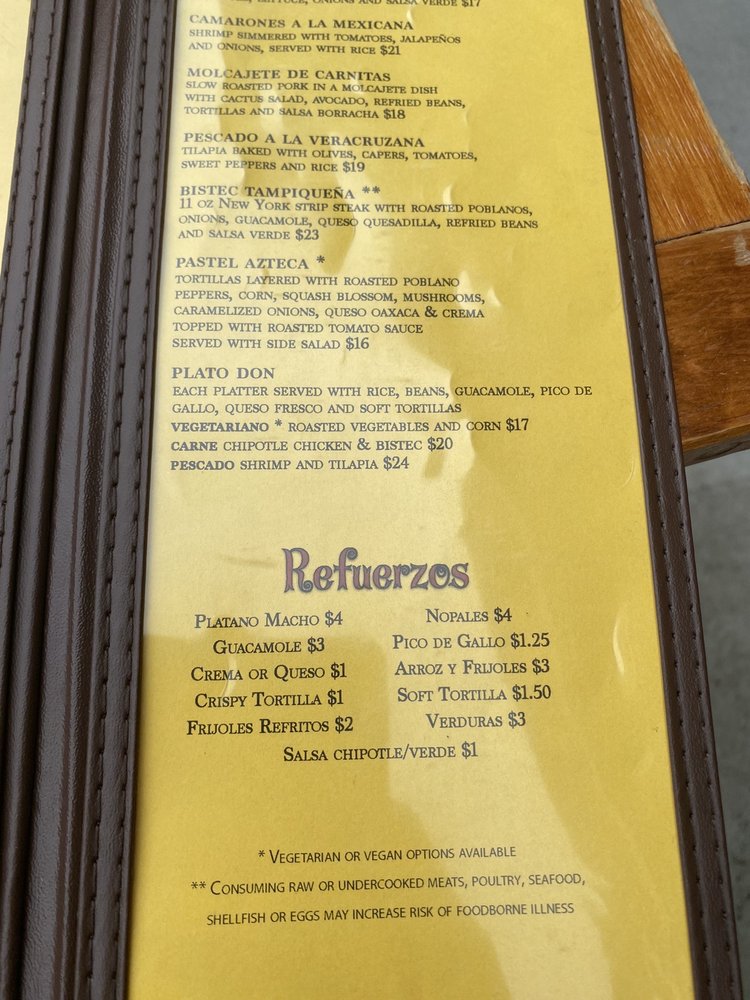 LETTUCE, ONIONS AND SALSA VERDE $17
CAMARONES A LA MEXICANA
SHRIMP SIMMERED WITH TOMATOES, JALAPEÑOS
AND ONIONS, SERVED WITH RICE $21
MOLCAJETE DE CARNITAS
SLOW ROASTED PORK IN A MOLCAJETE DISH
WITH CACTUS SALAD, AVOCADO, REFRIED BEANS,
TORTILLAS AND SALSA BORRACHA $18
PESCADO A LA VERACRUZANA
TILAPIA BAKED WITH OLIVES, CAPERS, TOMATOES,
SWEET PEPPERS AND RICE $19
BISTEC TAMPIQUEÑA **
11 OZ NEW YORK STRIP STEAK WITH ROASTED POBLANOS,
ONIONS, GUACAMOLE, QUESO QUESADILLA, REFRIED BEANS
AND SALSA VERDE $23
PASTEL AZTECA *
TORTILLAS LAYERED WITH ROASTED POBLANO
PEPPERS, CORN, SQUASH BLOSSOM, MUSHROOMS,
CARAMELIZED ONIONS, QUESO OAXACA & CREMA
TOPPED WITH ROASTED TOMATO SAUCE
SERVED WITH SIDE SALAD $16
PLATO DON
EACH PLATTER SERVED WITH RICE, BEANS, GUACAMOLE, PICO DE
GALLO, QUESO FRESCO AND SOFT TORTILLAS
VEGETARIANO * ROASTED VEGETABLES AND CORN $17
CARNE CHIPOTLE CHICKEN & BISTEC $20
PESCADO SHRIMP AND TILAPIA $24
Refuerzos
PLATANO MACHO $4
GUACAMOLE $3
CREMA OR QUESO $1
CRISPY TORTILLA $1
FRIJOLES REFRITOS $2
NOPALES $4
PICO DE GALLO $1.25
ARROZ Y FRIJOLES $3
SOFT TORTILLA $1.50
VERDURAS $3
SALSA CHIPOTLE/VERDE $1
* VEGETARIAN OR VEGAN OPTIONS AVAILABLE
** CONSUMING RAW OR UNDERCOOKED MEATS, POULTRY, SEAFOOD,
SHELLFISH OR EGGS MAY INCREASE RISK OF FOODBORNE ILLNESS